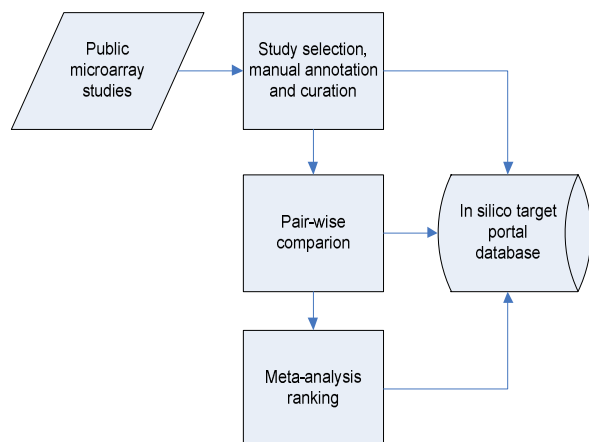 Public
microarray
studies
Study selection,
manual annotation
and curation
Pair-wise
comparion
In silico target
portal
database
Meta-analysis
ranking